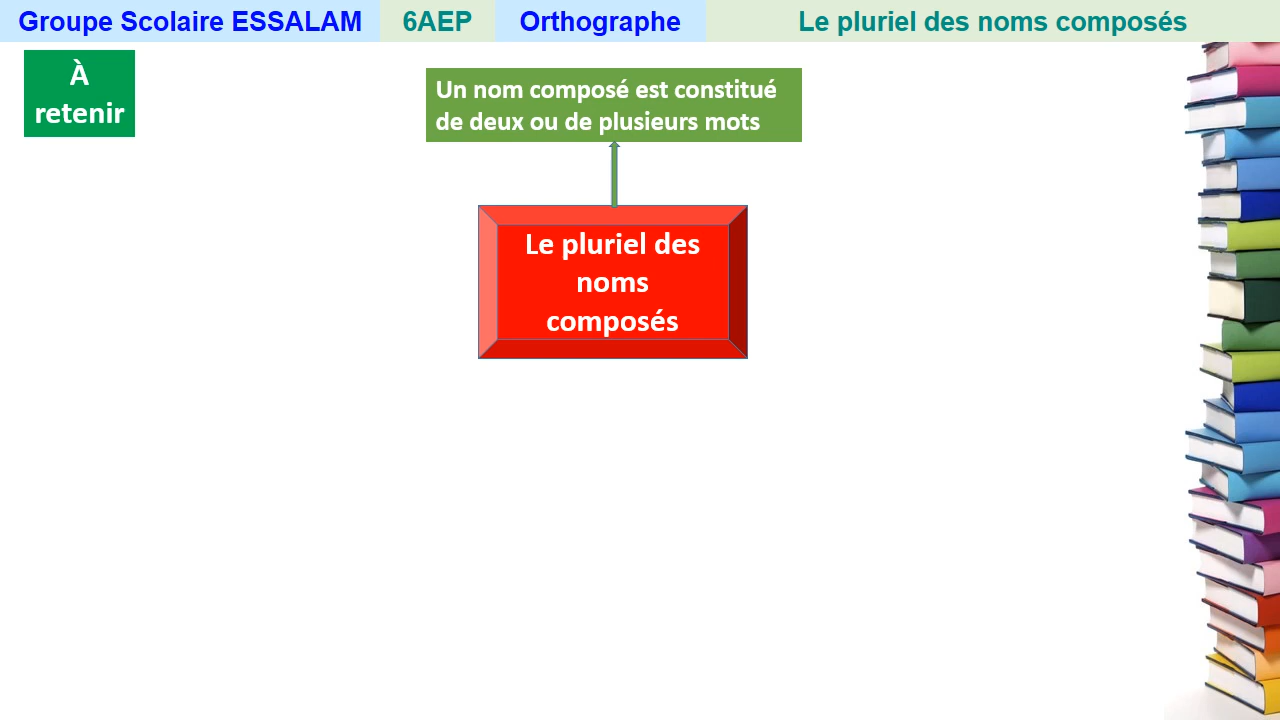 Groupe Scolaire ESSALAM 6AEP Orthographe Le pluriel des noms composés
À
retenir
Un nom composé est constitué
de deux ou de plusieurs mots
Le pluriel des
noms
composés